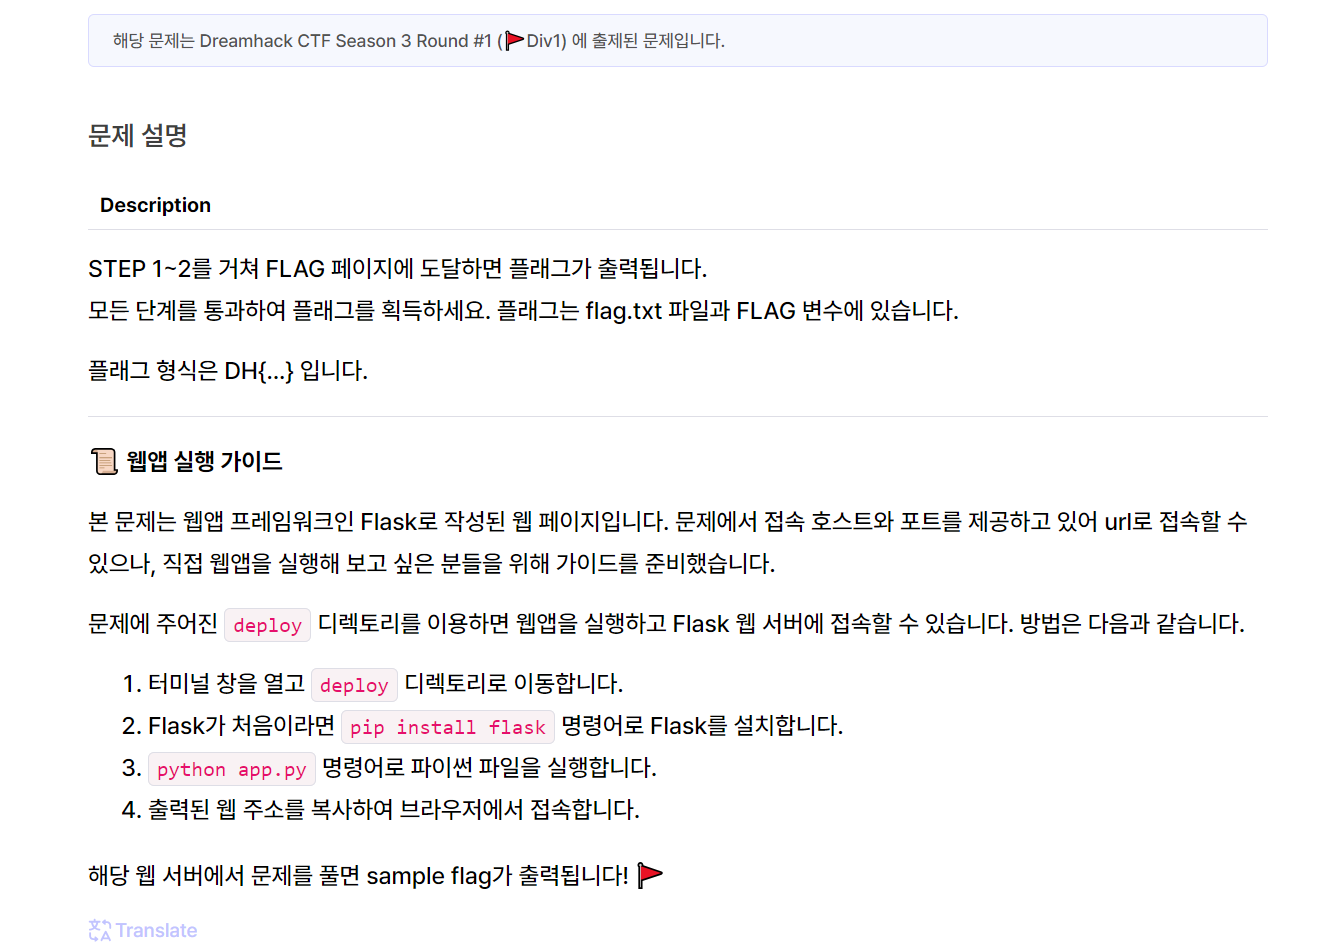 해당 문제는 Dreamhack CTF Season 3 Round #1 (🚩Div1) 에 출제된 문제입니다.
문제 설명
Description
STEP 1~2를 거쳐 FLAG 페이지에 도달하면 플래그가 출력됩니다.
모든 단계를 통과하여 플래그를 획득하세요. 플래그는 flag.txt 파일과 FLAG 변수에 있습니다.
플래그 형식은 DH{...} 입니다.
📜 웹앱 실행 가이드
본 문제는 웹앱 프레임워크인 Flask로 작성된 웹 페이지입니다. 문제에서 접속 호스트와 포트를 제공하고 있어 url로 접속할 수
있으나, 직접 웹앱을 실행해 보고 싶은 분들을 위해 가이드를 준비했습니다.
문제에 주어진 deploy 디렉토리를 이용하면 웹앱을 실행하고 Flask 웹 서버에 접속할 수 있습니다. 방법은 다음과 같습니다.
1. 터미널 창을 열고 deploy 디렉토리로 이동합니다.
2. Flask가 처음이라면 pip install flask 명령어로 Flask를 설치합니다.
3. python app.py 명령어로 파이썬 파일을 실행합니다.
4. 출력된 웹 주소를 복사하여 브라우저에서 접속합니다.
해당 웹 서버에서 문제를 풀면 sample flag가 출력됩니다! 🚩
Translate